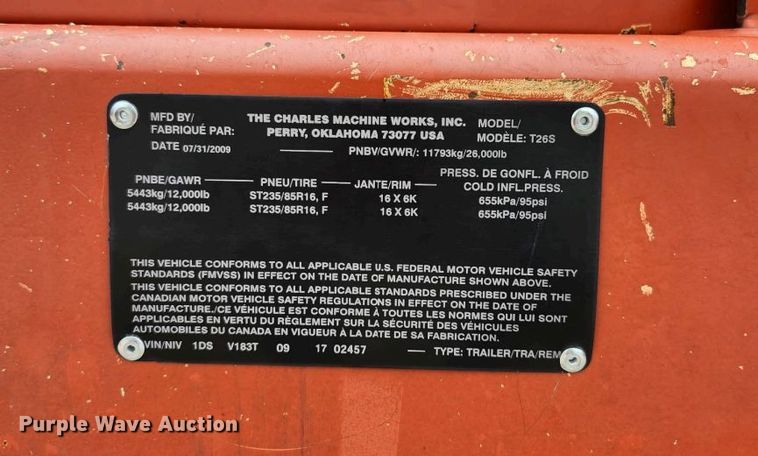 MFD BY/ THE CHARLES MACHINE WORKS, INC. MODEL/
FABRIQUÉ PAR: PERRY, OKLAHOMA 73077 USA MODÈLE: T26S
DATE 07/31/2009 PNBV/GVWR/: 11793kg/26,000lb
PRESS. DE GONFL. À FROID
PNBE/GAWR PNEU/TIRE JANTE/RIM COLD INFL.PRESS.
5443kg/12,000lb ST235/85R16, F 16 X 6K 655kPa/95psi
5443kg/12,000lb ST235/85R16, F 16 X 6K 655kPa/95psi
THIS VEHICLE CONFORMS TO ALL APPLICABLE U.S. FEDERAL MOTOR VEHICLE SAFETY
STANDARDS (FMVSS) IN EFFECT ON THE DATE OF MANUFACTURE SHOWN ABOVE.
THIS VEHICLE CONFORMS TO ALL APPLICABLE STANDARDS PRESCRIBED UNDER THE
CANADIAN MOTOR VEHICLE SAFETY REGULATIONS IN EFFECT ON THE DATE OF
MANUFACTURE./CE VÉHICULE EST CONFORME À TOUTES LES NORMES QUI LUI SONT
APPLICABLES EN VERTU DU RÈGLEMENT SUR LA SÉCURITÉ DES VÉHICULES
AUTOMOBILES DU CANADA EN VIGUEUR À LA DATE DE SA FABRICATION.
VIN/NIV 1DS V183T 09 17 02457 TYPE: TRAILER/TRA/REM
Purple Wave Auction